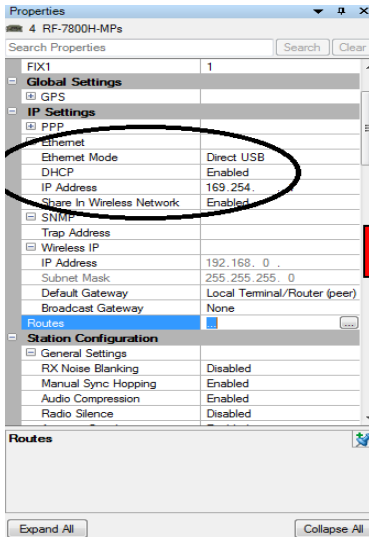 Properties
4 RF-7800H-MPs
Search Properties Search Clear
FIX1 1
Global Settings
GPS
IP Settings
PPP
Ethernet
Ethernet Mode Direct USB
DHCP Enabled
IP Address 169.254.
Share In Wireless Network Enabled
SNMP
Trap Address
Wireless IP
IP Address 192.168. 0 .
Subnet Mask 255.255.255. 0
Default Gateway Local Terminal/Router (peer)
Broadcast Gateway None
Routes ... ...
Station Configuration
General Settings
RX Noise Blanking Disabled
Manual Sync Hopping Enabled
Audio Compression Enabled
Radio Silence Disabled
Routes
Expand All Collapse All